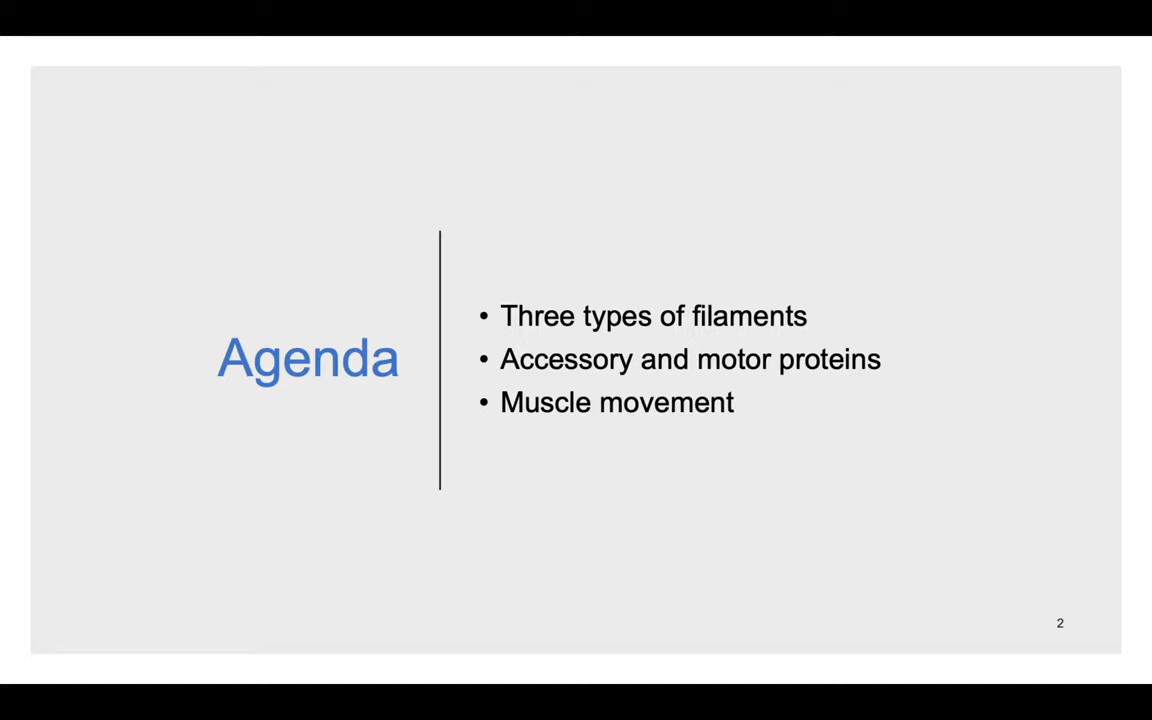 Agenda
• Three types of filaments
• Accessory and motor proteins
• Muscle movement
2